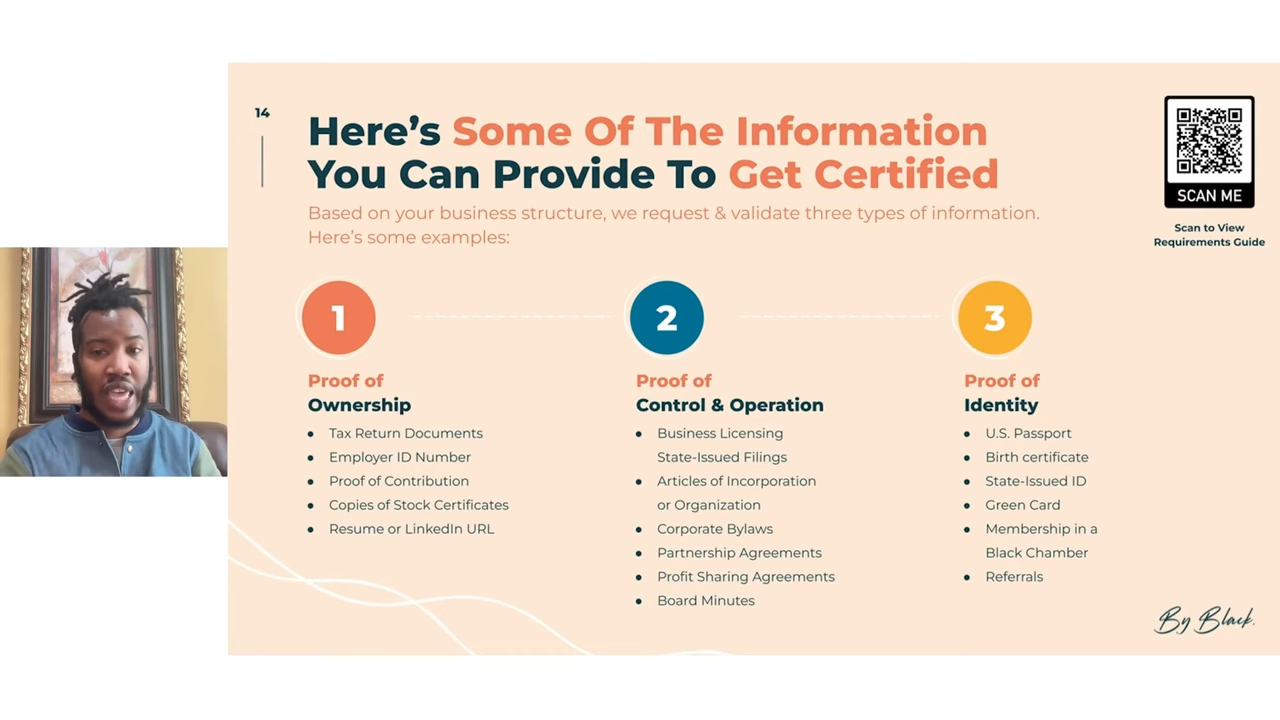 14
Here's Some Of The Information
You Can Provide To Get Certified
Based on your business structure, we request & validate three types of information.
Here's some examples:
SCAN ME
Scan to View
Requirements Guide
1
Proof of
Ownership
• Tax Return Documents
• Employer ID Number
• Proof of Contribution
• Copies of Stock Certificates
• Resume or LinkedIn URL
2
Proof of
Control & Operation
• Business Licensing
State-Issued Filings
• Articles of Incorporation
or Organization
• Corporate Bylaws
• Partnership Agreements
• Profit Sharing Agreements
• Board Minutes
3
Proof of
Identity
• U.S. Passport
• Birth certificate
• State-Issued ID
• Green Card
• Membership in a
Black Chamber
• Referrals
By Black.